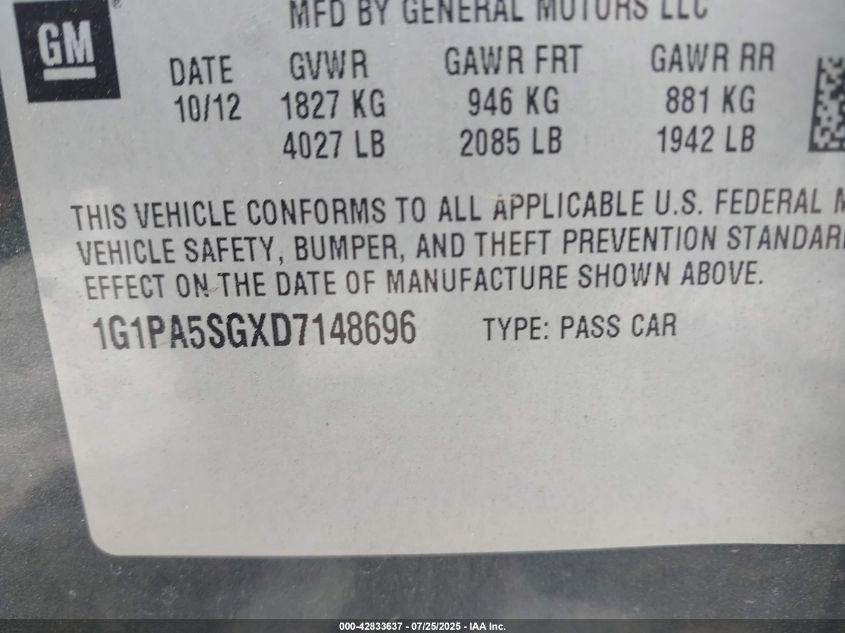 GM
MFD BY GENERAL MOTORS LLC
DATE GVWR GAWR FRT GAWR RR
10/12 1827 KG 946 KG 881 KG
4027 LB 2085 LB 1942 LB
THIS VEHICLE CONFORMS TO ALL APPLICABLE U.S. FEDERAL M
VEHICLE SAFETY, BUMPER, AND THEFT PREVENTION STANDAR
EFFECT ON THE DATE OF MANUFACTURE SHOWN ABOVE.
1G1PA5SGXD7148696 TYPE: PASS CAR
000-42833637 - 07/25/2025 - IAA Inc.